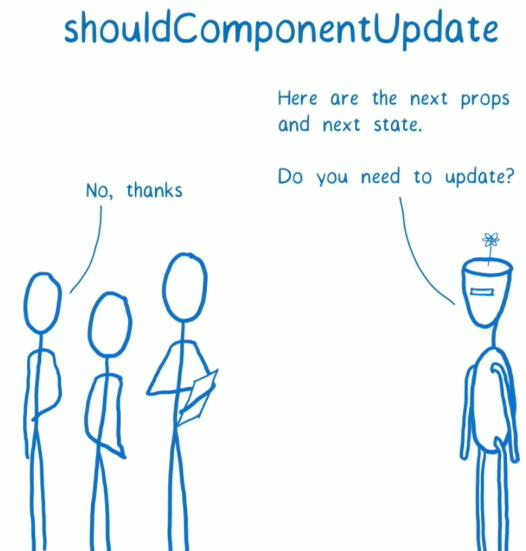 shouldComponentUpdate
Here are the next props
and next state.
Do you need to update?
No, thanks